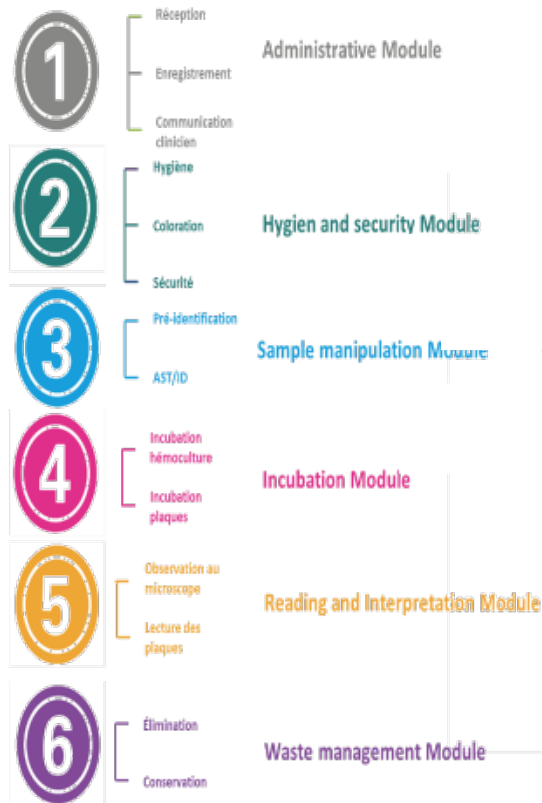 1
Réception
Enregistrement
Communication
clinicien
Administrative Module
2
Hygiène
Coloration
Sécurité
Hygien and security Module
3
Pré-identification
AST/ID
Sample manipulation Module
4
Incubation
hémoculture
Incubation
plaques
Incubation Module
5
Observation au
microscope
Lecture des
plaques
Reading and Interpretation Module
6
Élimination
Conservation
Waste management Module